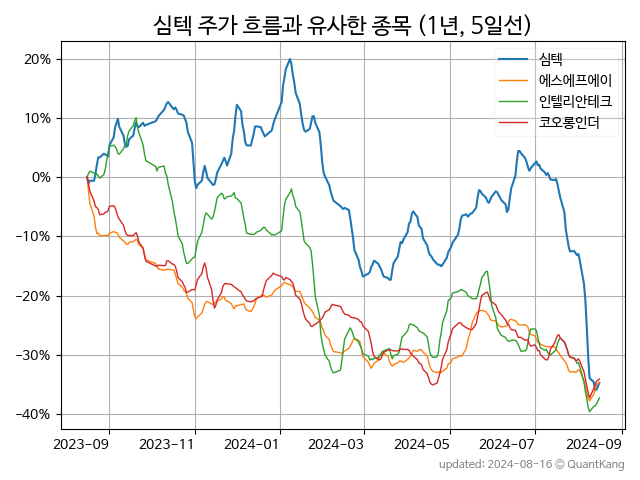 심텍 주가 흐름과 유사한 종목 (1년, 5일선)
심텍
에스에프에이
인텔리안테크
코오롱인더
20%
10%
0%
−10%
−20%
−30%
−40%
2023−09 2023−11 2024−01 2024−03 2024−05 2024−07 2024−09
updated: 2024-08-16 © QuantKang